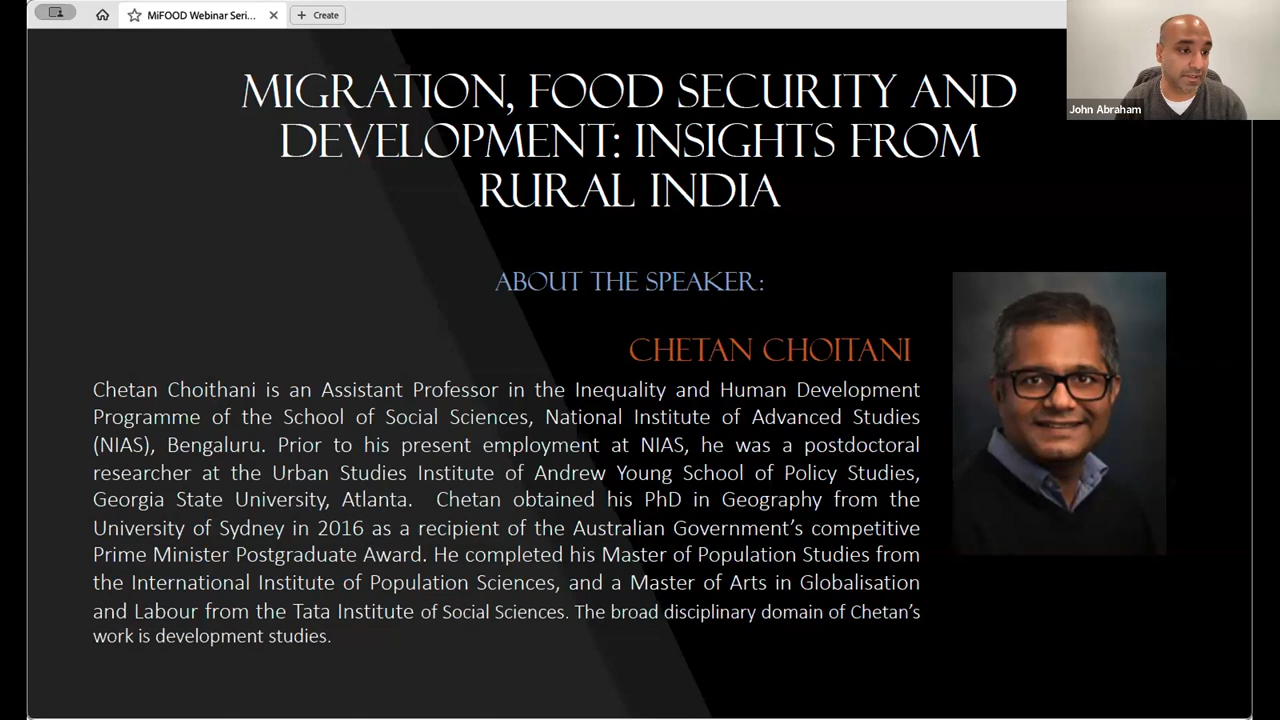 MiFOOD Webinar Seri...
Create
John Abraham
MIGRATION, FOOD SECURITY AND
DEVELOPMENT: INSIGHTS FROM
RURAL INDIA
ABOUT THE SPEAKER:
CHETAN CHOITANI
Chetan Choithani is an Assistant Professor in the Inequality and Human Development
Programme of the School of Social Sciences, National Institute of Advanced Studies
(NIAS), Bengaluru. Prior to his present employment at NIAS, he was a postdoctoral
researcher at the Urban Studies Institute of Andrew Young School of Policy Studies,
Georgia State University, Atlanta. Chetan obtained his PhD in Geography from the
University of Sydney in 2016 as a recipient of the Australian Government’s competitive
Prime Minister Postgraduate Award. He completed his Master of Population Studies from
the International Institute of Population Sciences, and a Master of Arts in Globalisation
and Labour from the Tata Institute of Social Sciences. The broad disciplinary domain of Chetan’s
work is development studies.